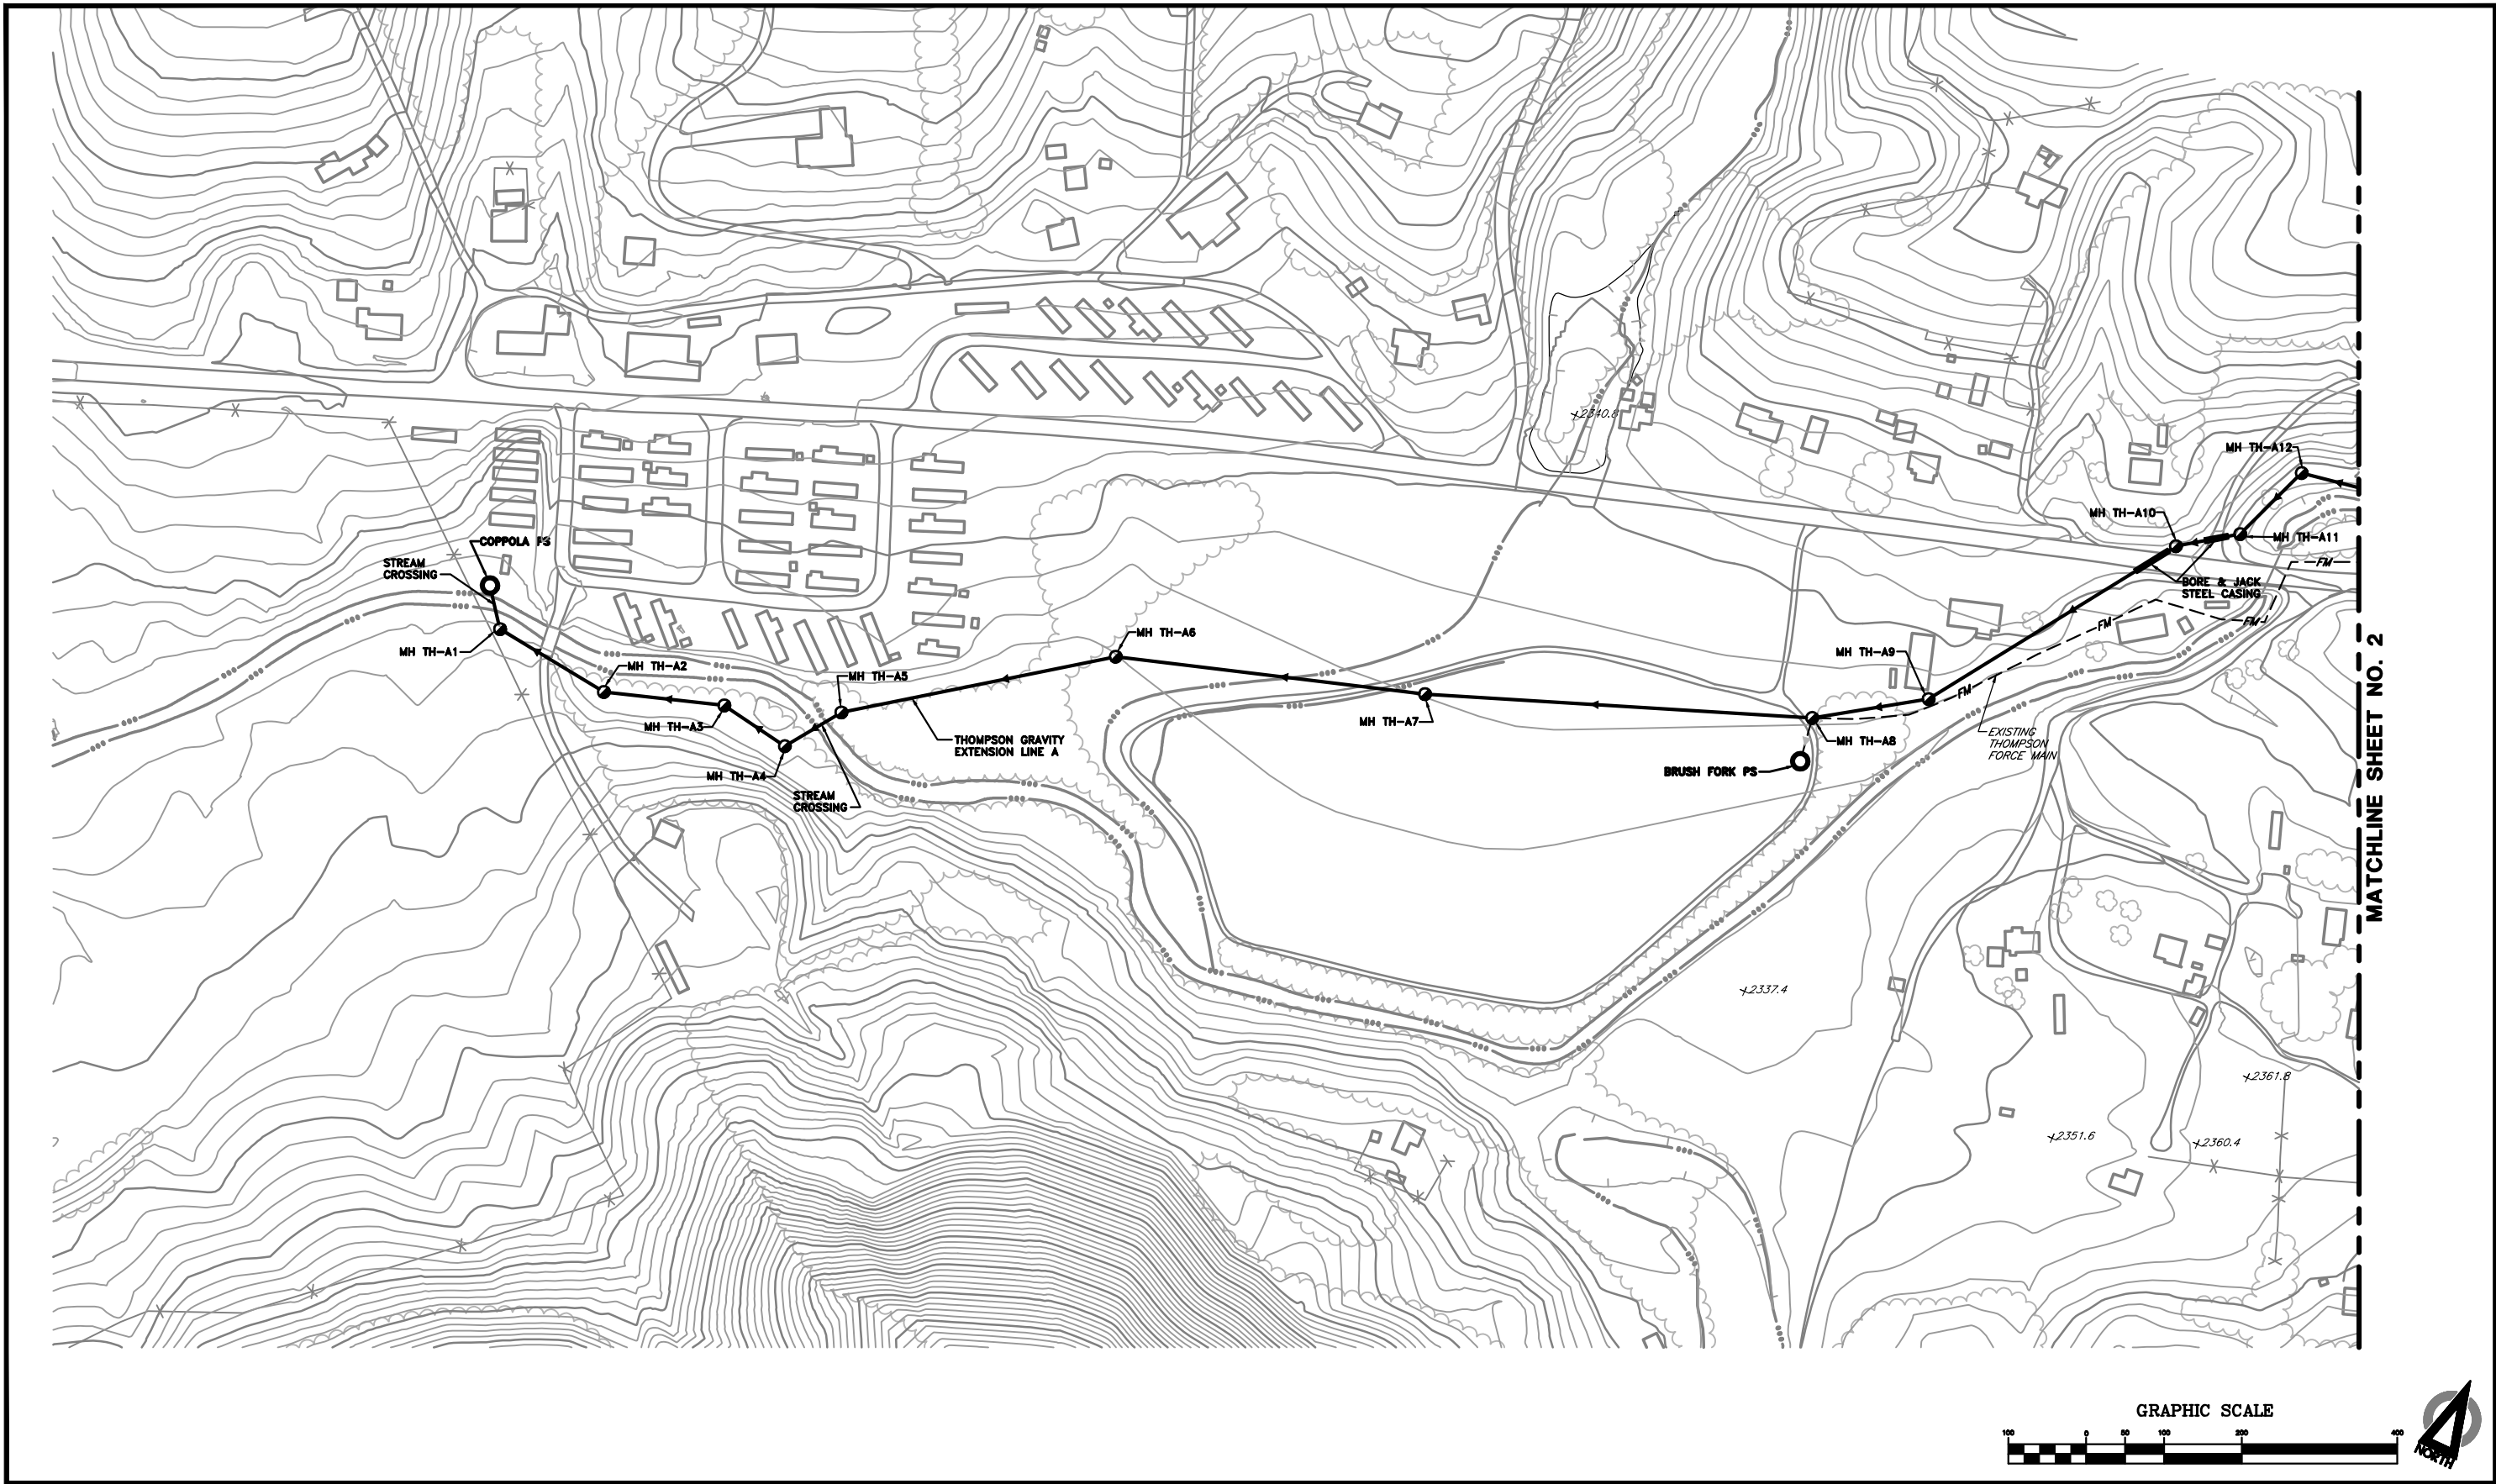 2340.8
MH TH-A12
MH TH-A10
MH TH-A11
FM
COPPOLA PS
STREAM
CROSSING
BORE & JACK
STEEL CASING
FM
FM
MH TH-A6
MH TH-A1
MH TH-A2
MH TH-A9
MH TH-A5
FM
MH TH-A3
MH TH-A7
THOMPSON GRAVITY
EXTENSION LINE A
MH TH-A8
EXISTING
THOMPSON
FORCE MAIN
MH TH-A4
BRUSH FORK PS
STREAM
CROSSING
MATCHLINE SHEET NO. 2
2337.4
2361.8
2351.6
2360.4
GRAPHIC SCALE
100 0 50 100 200 400
NORTH